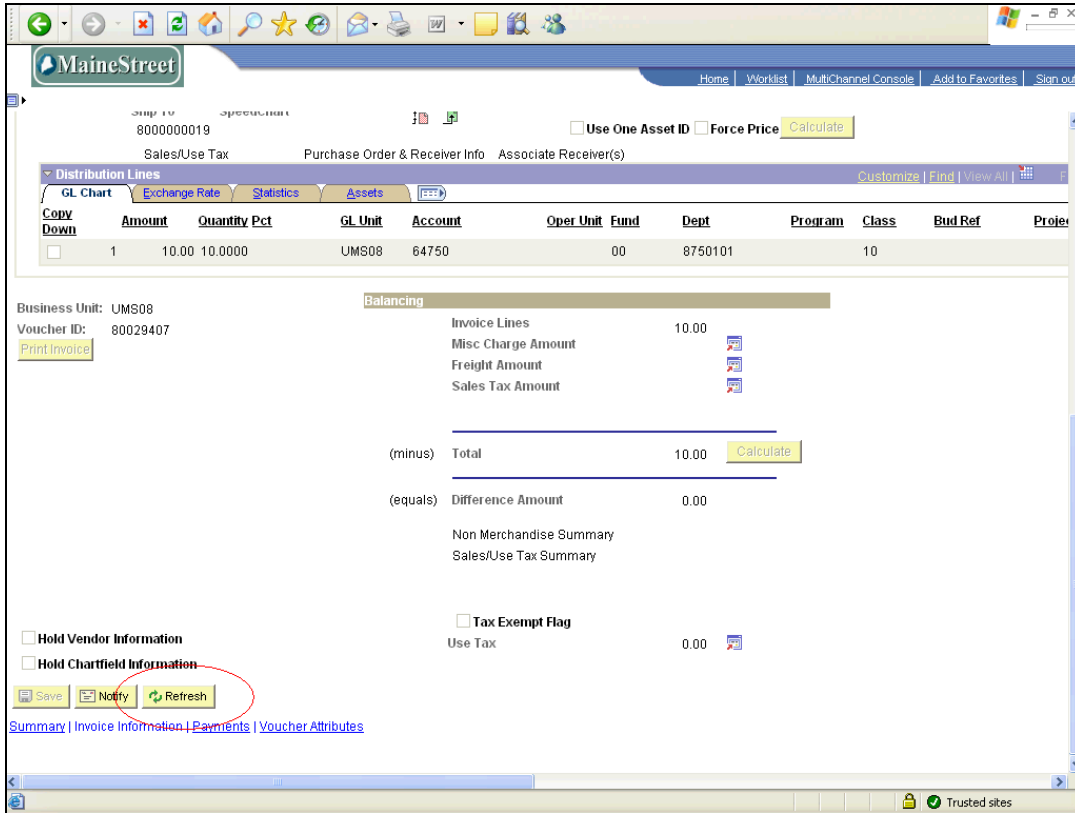 MaineStreet
Home | Worklist | MultiChannel Console | Add to Favorites | Sign out
Ship To Speedchart
8000000019
Use One Asset ID Force Price Calculate
Sales/Use Tax Purchase Order & Receiver Info Associate Receiver(s)
Distribution Lines Customize | Find | View All | F
GL Chart Exchange Rate Statistics Assets
Copy Down Amount Quantity Pct GL Unit Account Oper Unit Fund Dept Program Class Bud Ref Projec
1 10.00 10.0000 UMS08 64750 00 8750101 10
Business Unit: UMS08
Voucher ID: 80029407
Print Invoice
Balancing
Invoice Lines 10.00
Misc Charge Amount
Freight Amount
Sales Tax Amount
(minus) Total 10.00 Calculate
(equals) Difference Amount 0.00
Non Merchandise Summary
Sales/Use Tax Summary
Tax Exempt Flag
Use Tax 0.00
Hold Vendor Information
Hold Chartfield Information
Save Notify Refresh
Summary | Invoice Information | Payments | Voucher Attributes
Trusted sites